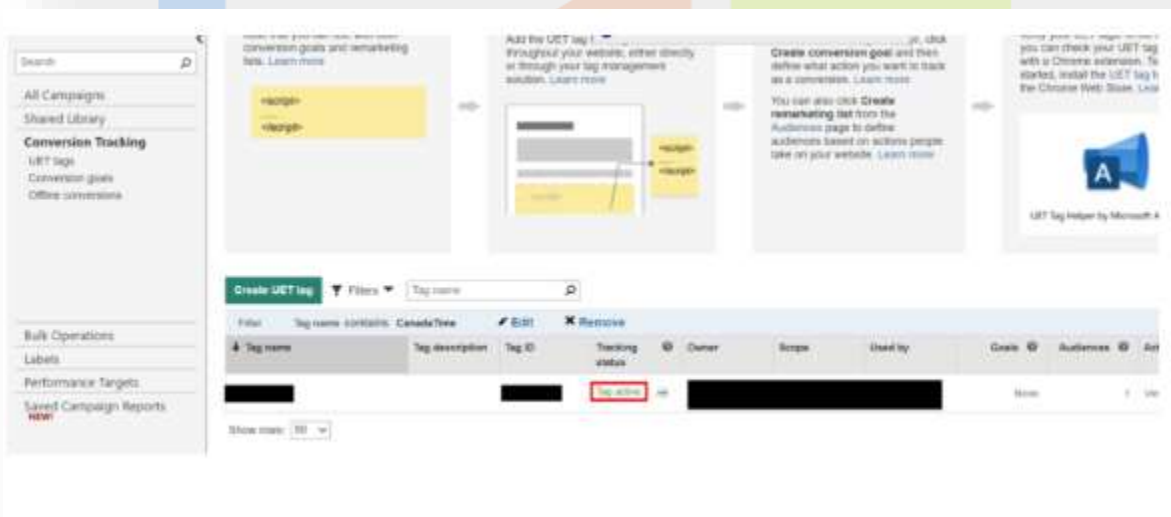 conversion goals and remarketing
lists. Learn more
<script>
</script>
Add the UET tag
throughout your website, either directly
or through your tag management
solution. Learn more
<script>
</script>
click
Create conversion goal and then
define what action you want to track
as a conversion. Learn more
You can also click Create
remarketing list from the
Audiences page to define
audiences based on actions people
take on your website. Learn more
you can check your UET tag
with a Chrome extension. To
started, install the UET tag h
the Chrome Web Store.
UET Tag Helper by Microsoft A
Search
All Campaigns
Shared Library
Conversion Tracking
UET tags
Conversion goals
Offline conversions
Bulk Operations
Labels
Performance Targets
Saved Campaign Reports
NEW!
Create UET tag Filters Tag name
Filter Tag name contains CanadaTime Edit Remove
Tag name Tag description Tag ID Tracking status Owner Scope Used by Goals Audiences
Tag active None 1
Show rows: 50